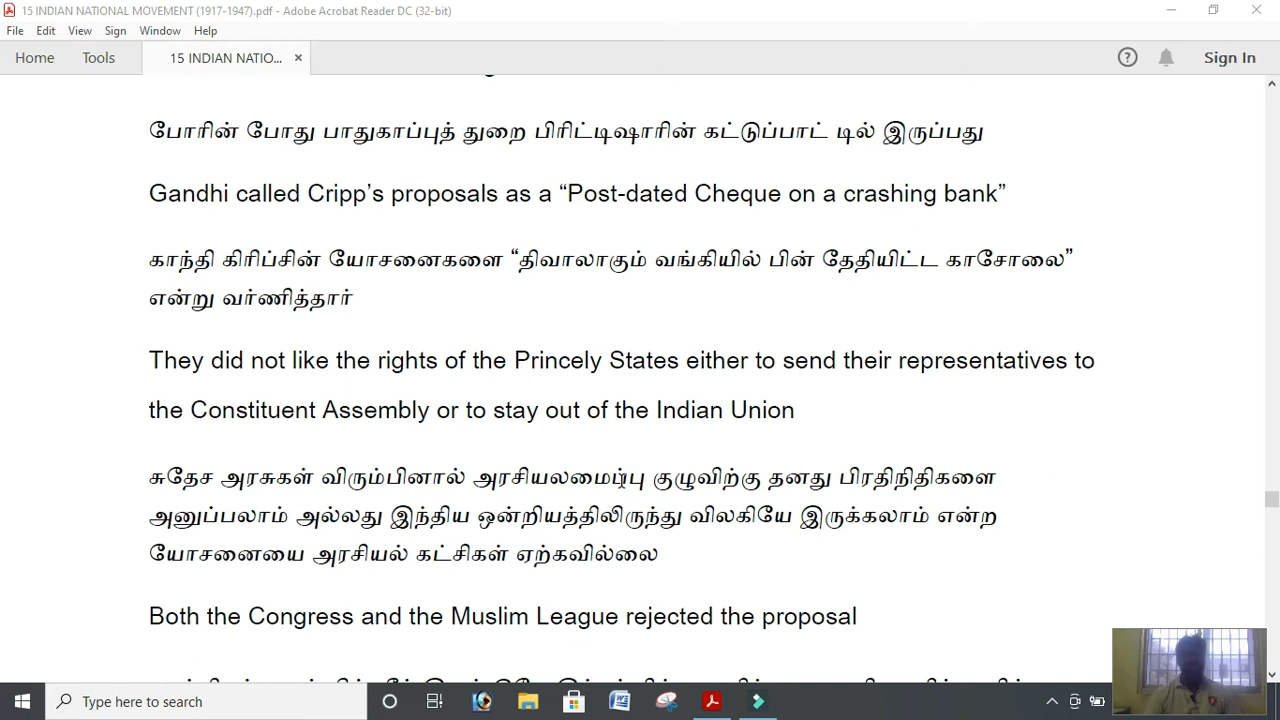 15 INDIAN NATIONAL MOVEMENT (1917-1947).pdf - Adobe Acrobat Reader DC (32-bit)
File Edit View Sign Window Help
Home Tools 15 INDIAN NATIO... Sign In
போரின் போது பாதுகாப்புத் துறை பிரிட்டிஷாரின் கட்டுப்பாட் டில் இருப்பது
Gandhi called Cripp’s proposals as a “Post-dated Cheque on a crashing bank”
காந்தி கிரிப்சின் யோசனைகளை “திவாலாகும் வங்கியில் பின் தேதியிட்ட காசோலை”
என்று வர்ணித்தார்
They did not like the rights of the Princely States either to send their representatives to
the Constituent Assembly or to stay out of the Indian Union
சுதேச அரசுகள் விரும்பினால் அரசியலமைப்பு குழுவிற்கு தனது பிரதிநிதிகளை
அனுப்பலாம் அல்லது இந்திய ஒன்றியத்திலிருந்து விலகியே இருக்கலாம் என்ற
யோசனையை அரசியல் கட்சிகள் ஏற்கவில்லை
Both the Congress and the Muslim League rejected the proposal
Type here to search